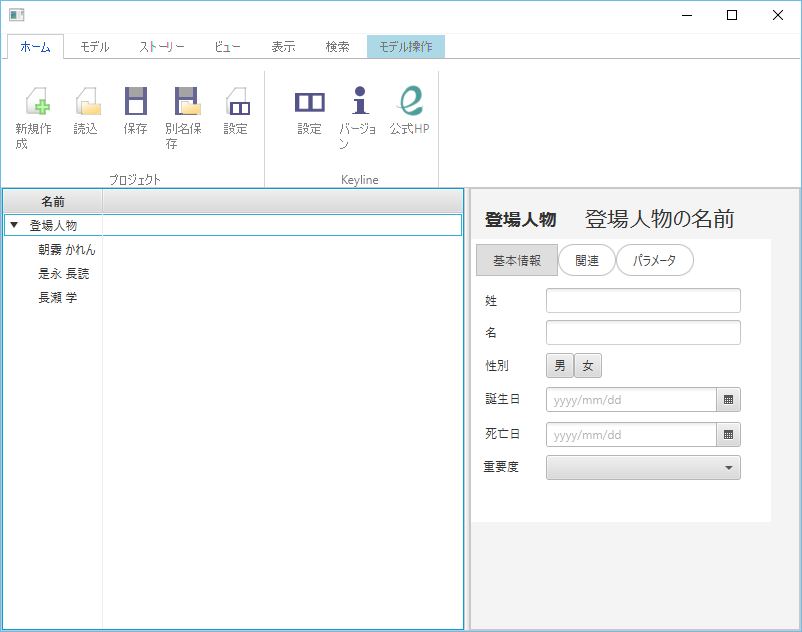 ホーム モデル ストーリー ビュー 表示 検索 モデル操作
新規作成 読込 保存 別名保存 設定 設定 バージョン 公式HP
プロジェクト Keyline
名前
登場人物
朝霧 かれん
是永 長読
長瀬 学
登場人物 登場人物の名前
基本情報 関連 パラメータ
姓
名
性別 男 女
誕生日 yyyy/mm/dd
死亡日 yyyy/mm/dd
重要度